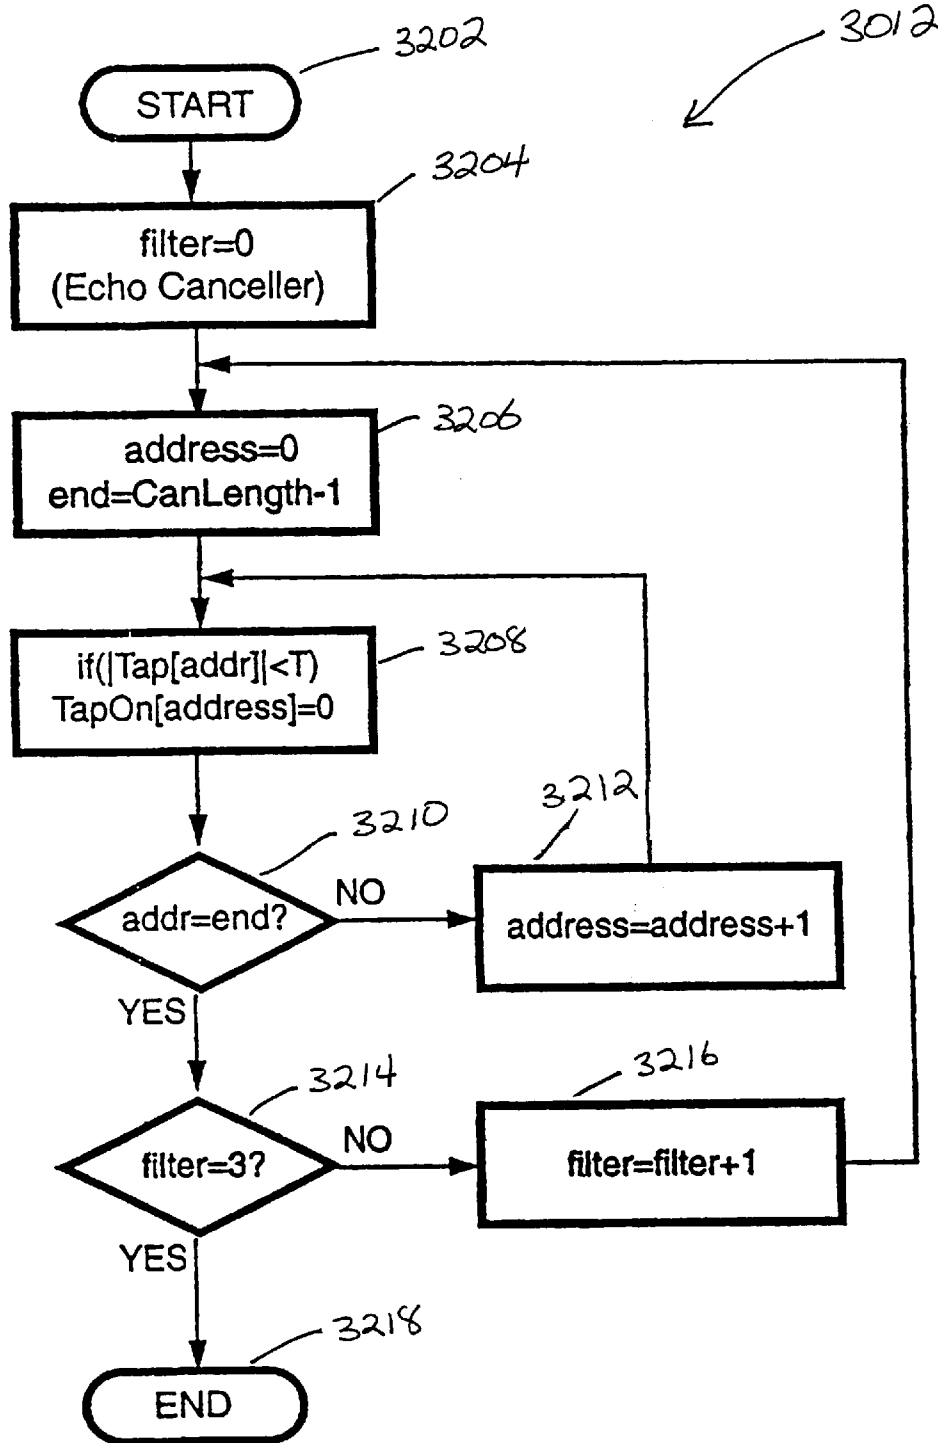 3202
3012
START
3204
filter=0
(Echo Canceller)
3206
address=0
end=CanLength-1
3208
if(|Tap[addr]|<T)
TapOn[address]=0
3212
3210
addr=end?
NO
address=address+1
YES
3216
3214
filter=3?
NO
filter=filter+1
YES
3218
END